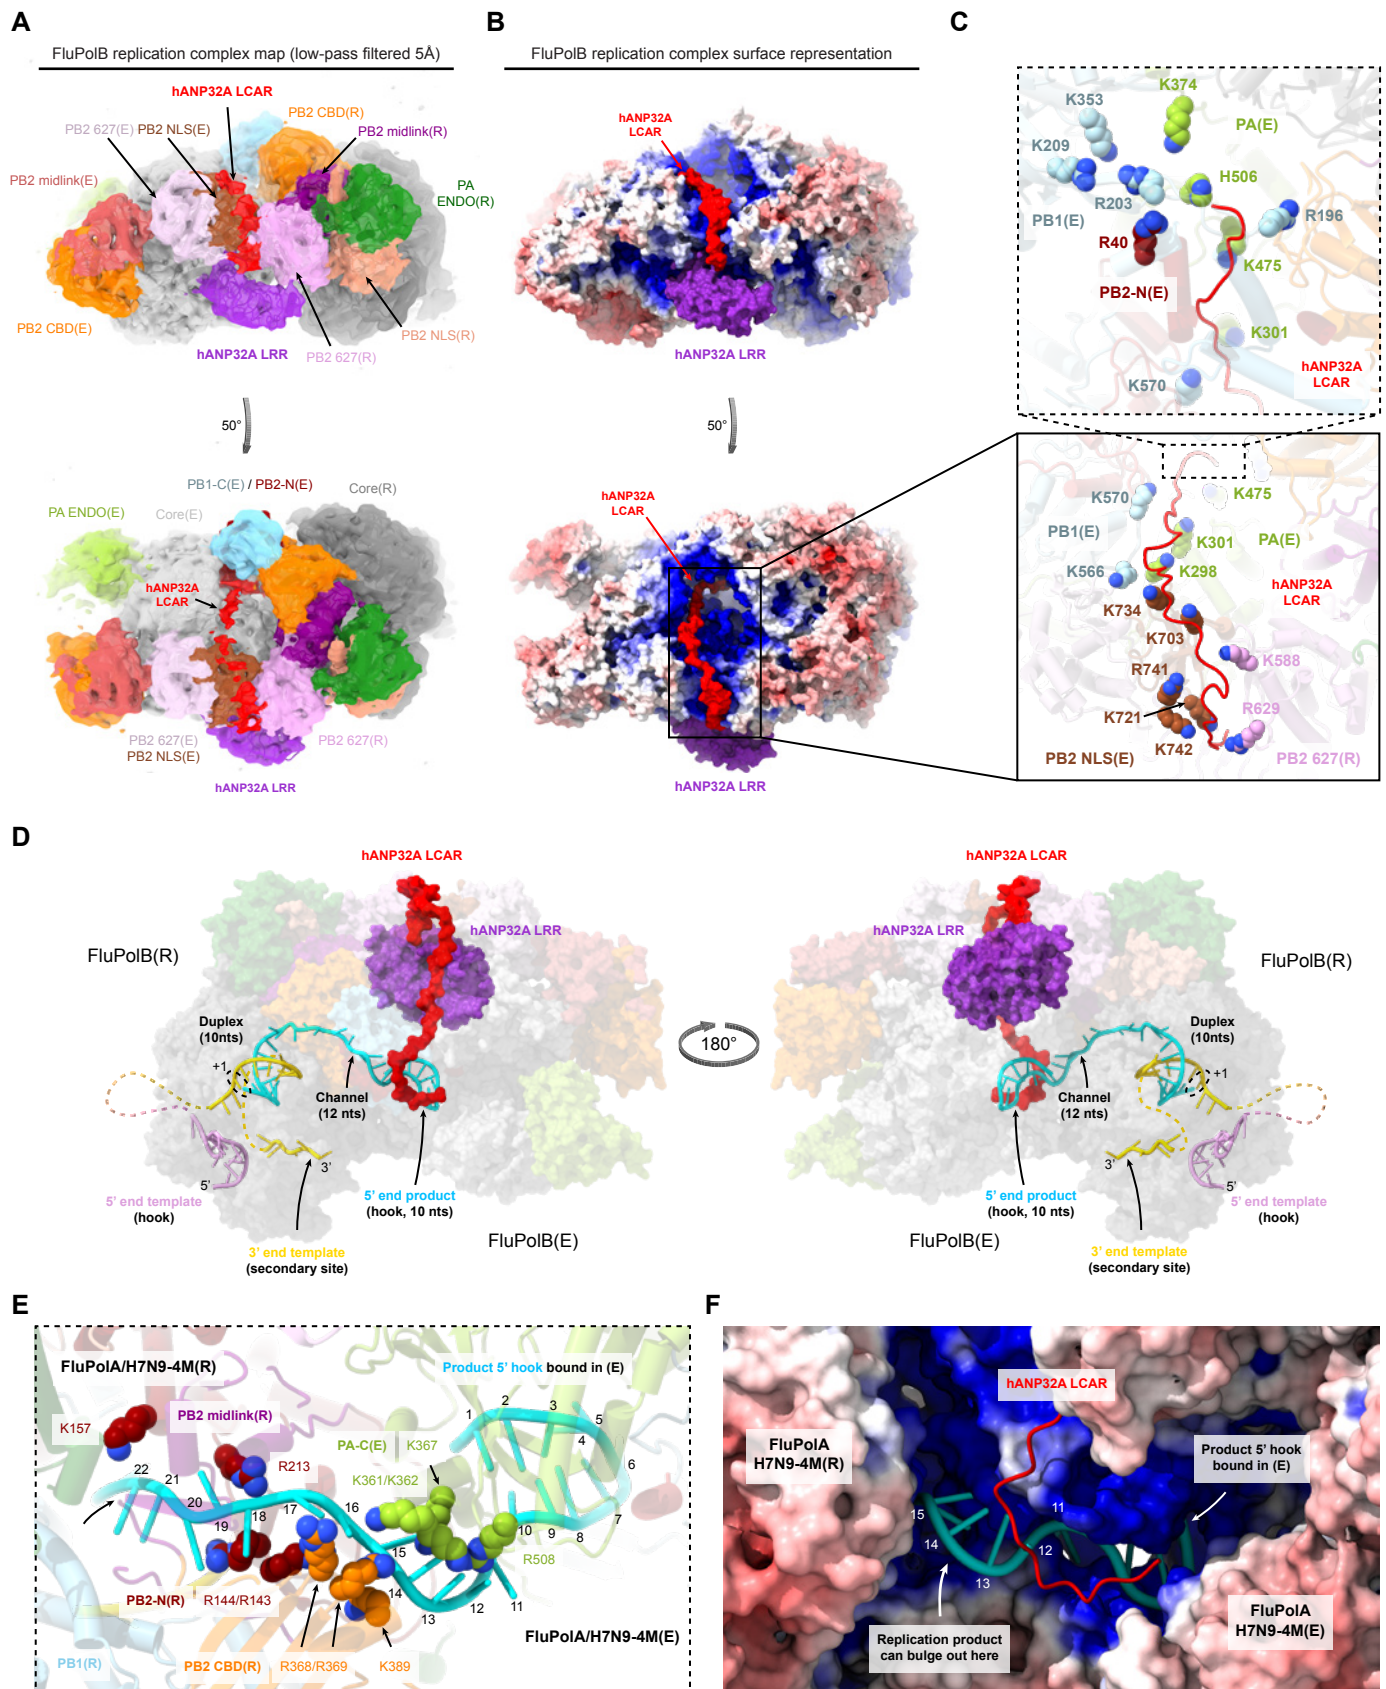 A
FluPolB replication complex map (low-pass filtered 5Å)
hANP32A LCAR
PB2 CBD(R)
PB2 627(E)
PB2 NLS(E)
PB2 midlink(R)
PB2 midlink(E)
PA
ENDO(R)
PB2 CBD(E)
PB2 NLS(R)
hANP32A LRR
PB2 627(R)
50°
PB1-C(E) / PB2-N(E)
Core(R)
PA ENDO(E)
Core(E)
hANP32A
LCAR
PB2 627(E)
PB2 NLS(E)
PB2 627(R)
hANP32A LRR
B
FluPolB replication complex surface representation
hANP32A
LCAR
hANP32A LRR
50°
hANP32A
LCAR
hANP32A LRR
C
K374
K353
PA(E)
K209
H506
R203
PB1(E)
R196
R40
K475
PB2-N(E)
K301
hANP32A
LCAR
K570
K570
K475
PB1(E)
K301
PA(E)
K566
K298
hANP32A
LCAR
K734
K703
K588
R741
K721
R629
K742
PB2 NLS(E)
PB2 627(R)
D
hANP32A LCAR
hANP32A LRR
FluPolB(R)
Duplex
(10nts)
+1
Channel
(12 nts)
3'
5'
5' end template
(hook)
5' end product
(hook, 10 nts)
3' end template
(secondary site)
FluPolB(E)
180°
hANP32A LCAR
hANP32A LRR
FluPolB(R)
Duplex
(10nts)
+1
Channel
(12 nts)
3'
5'
5' end product
(hook, 10 nts)
5' end template
(hook)
FluPolB(E)
3' end template
(secondary site)
E
FluPolA/H7N9-4M(R)
Product 5' hook bound in (E)
K157
PB2 midlink(R)
PA-C(E)
K367
R213
K361/K362
1
2
3
4
5
6
7
8
9
10
11
12
13
14
15
16
17
18
19
20
21
22
R508
PB2-N(R)
R144/R143
FluPolA/H7N9-4M(E)
PB1(R)
PB2 CBD(R)
R368/R369
K389
F
hANP32A LCAR
FluPolA
H7N9-4M(R)
Product 5' hook
bound in (E)
15
14
13
12
11
Replication product
can bulge out here
FluPolA
H7N9-4M(E)